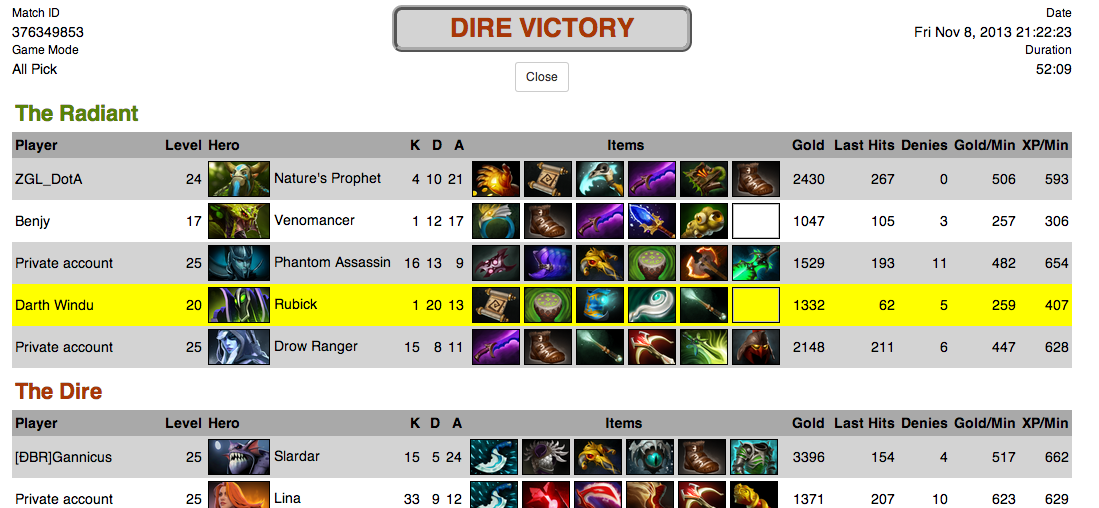 Match ID
DIRE VICTORY
Date
376349853
Fri Nov 8, 2013 21:22:23
Game Mode
Duration
All Pick
Close
52:09
The Radiant
Player Level Hero K D A Items Gold Last Hits Denies Gold/Min XP/Min
ZGL_DotA 24 Nature's Prophet 4 10 21 2430 267 0 506 593
Benjy 17 Venomancer 1 12 17 1047 105 3 257 306
Private account 25 Phantom Assassin 16 13 9 1529 193 11 482 654
Darth Windu 20 Rubick 1 20 13 1332 62 5 259 407
Private account 25 Drow Ranger 15 8 11 2148 211 6 447 628
The Dire
Player Level Hero K D A Items Gold Last Hits Denies Gold/Min XP/Min
[ĐBR]Gannicus 25 Slardar 15 5 24 3396 154 4 517 662
Private account 25 Lina 33 9 12 1371 207 10 623 629